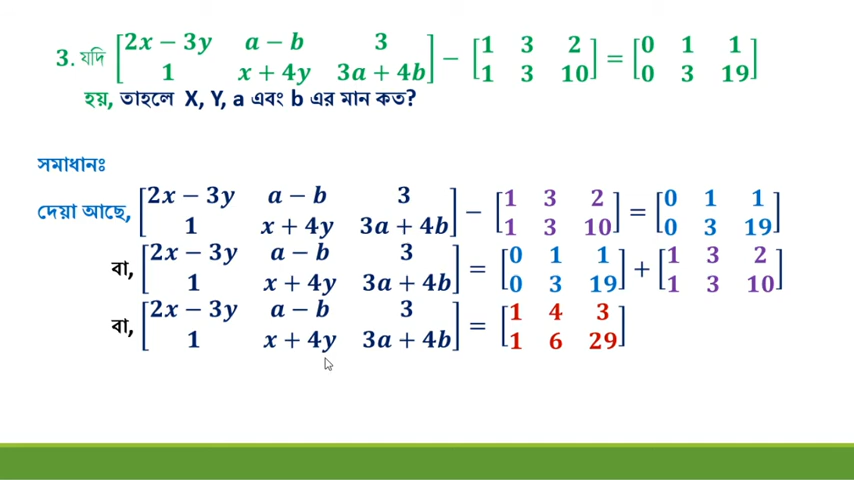 3. যদি [2x − 3y a − b 3; 1 x + 4y 3a + 4b] − [1 3 2; 1 3 10] = [0 1 1; 0 3 19]
হয়, তাহলে X, Y, a এবং b এর মান কত?
সমাধানঃ
দেয়া আছে, [2x − 3y a − b 3; 1 x + 4y 3a + 4b] − [1 3 2; 1 3 10] = [0 1 1; 0 3 19]
বা, [2x − 3y a − b 3; 1 x + 4y 3a + 4b] = [0 1 1; 0 3 19] + [1 3 2; 1 3 10]
বা, [2x − 3y a − b 3; 1 x + 4y 3a + 4b] = [1 4 3; 1 6 29]